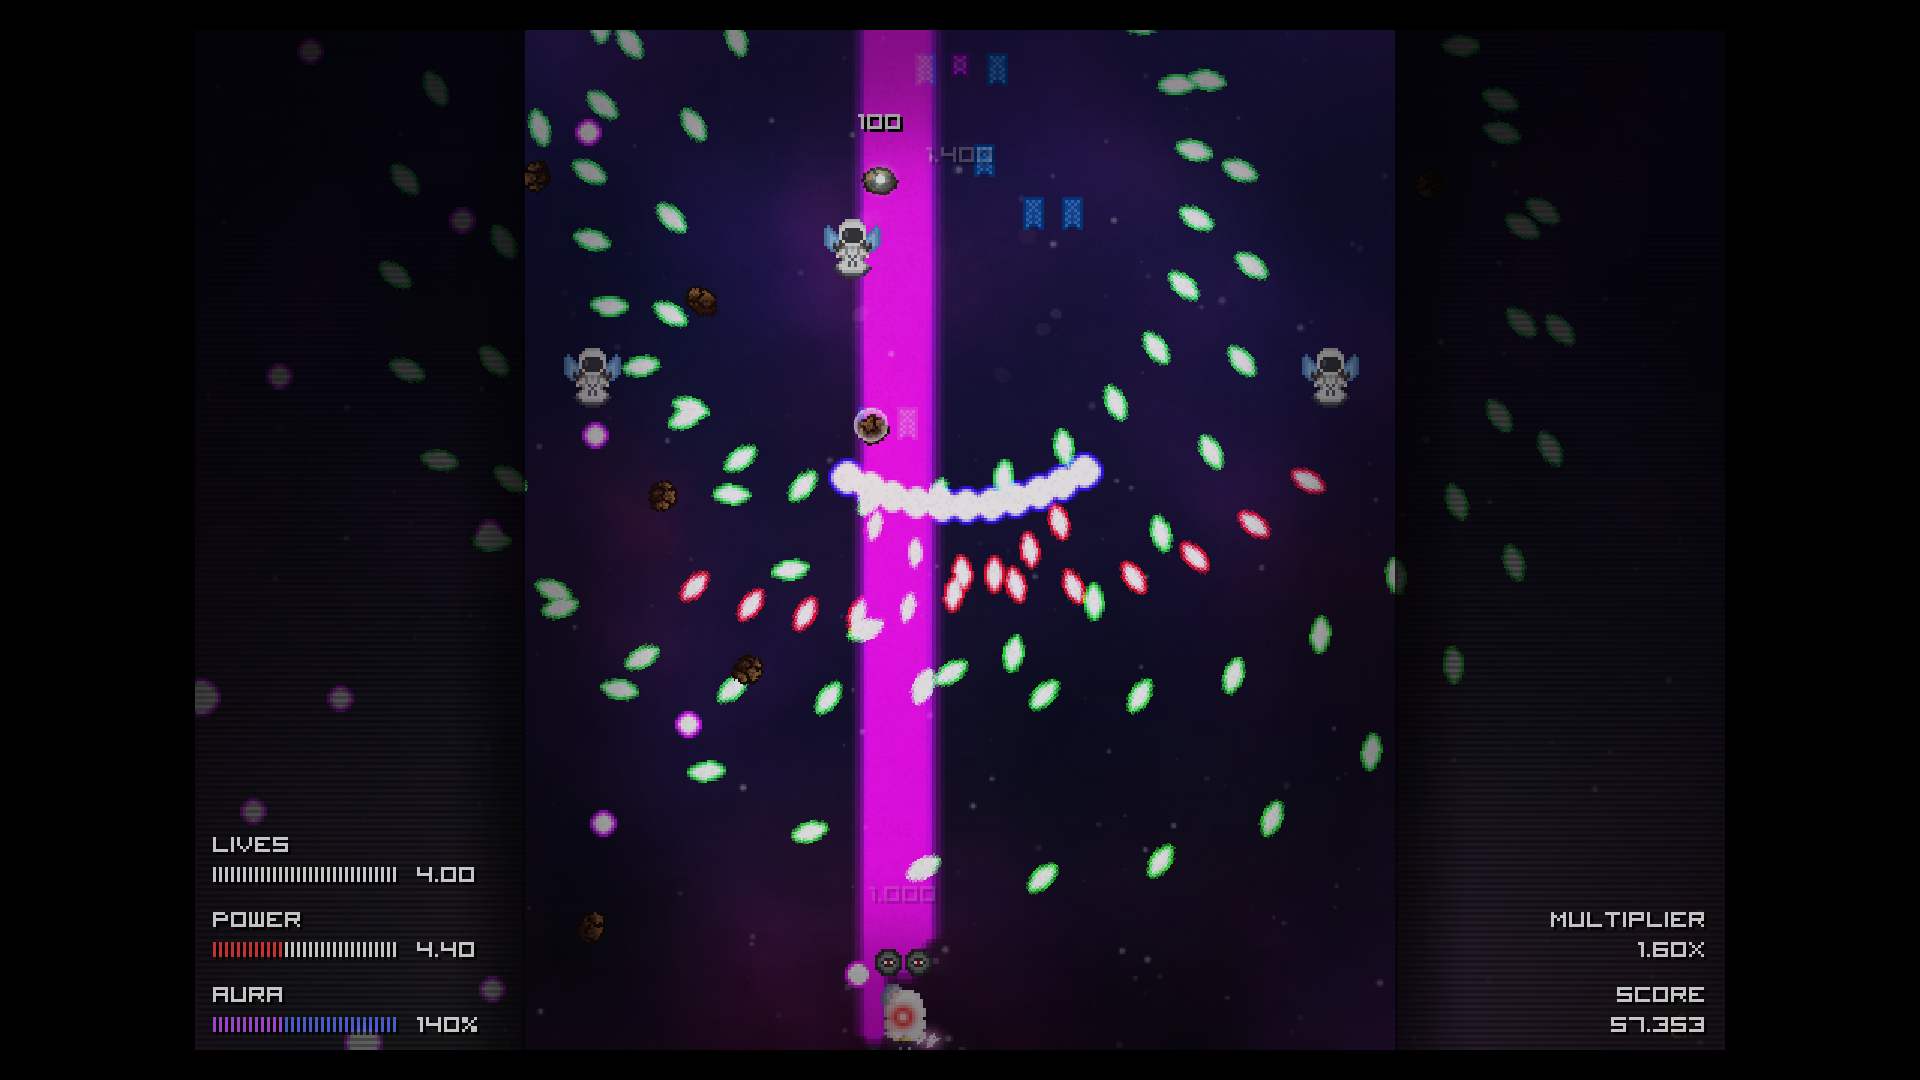 100
1.400
1.000
LIVES
4.00
POWER
4.40
AURA
140%
MULTIPLIER
1.60X
SCORE
57.353